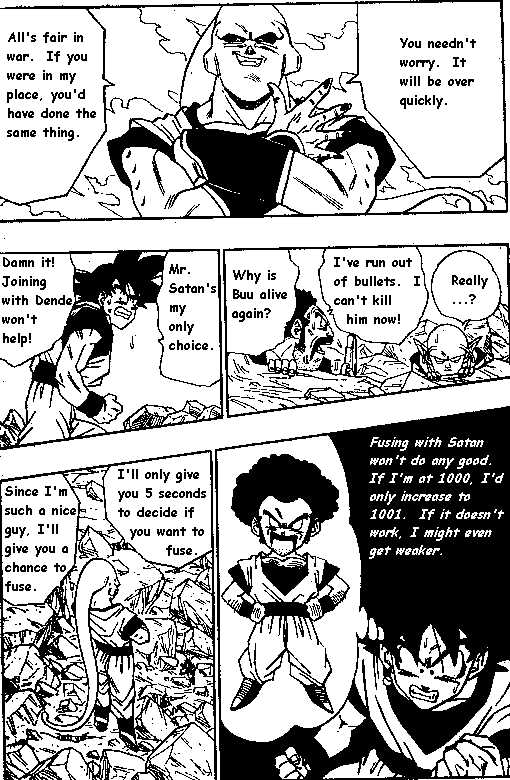 All's fair in
war. If you
were in my
place, you'd
have done the
same thing.
You needn't
worry. It
will be over
quickly.
Damn it!
Joining
with Dende
won't
help!
Mr.
Satan's
my
only
choice.
Why is
Buu alive
again?
I've run out
of bullets. I
can't kill
him now!
Really
...?
Since I'm
such a nice
guy, I'll
give you a
chance to
fuse.
I'll only give
you 5 seconds
to decide if
you want to
fuse.
Fusing with Satan
won't do any good.
If I'm at 1000, I'd
only increase to
1001. If it doesn't
work, I might even
get weaker.